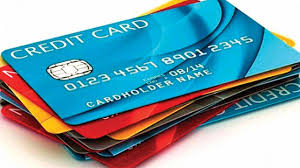 CREDIT CARD
0123 4567 8901 2345
08/14
CARDHOLDER NAME